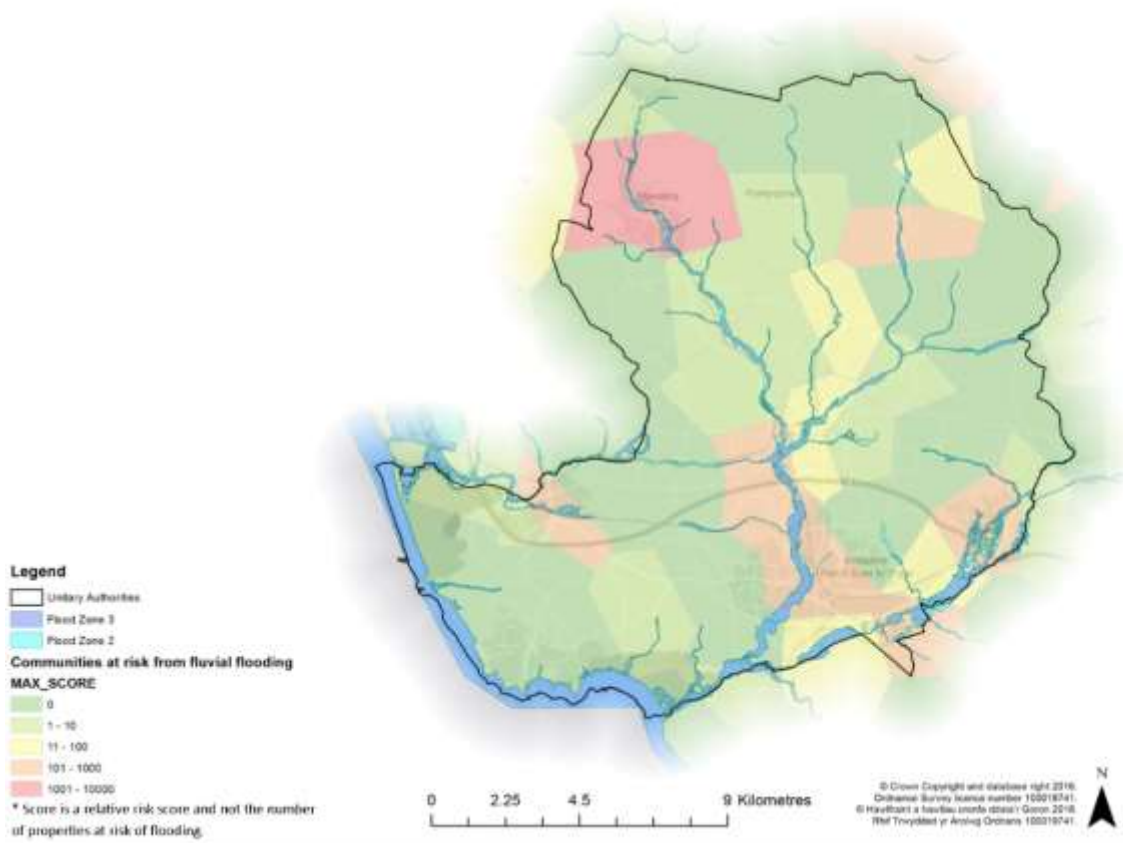 Legend
Unitary Authorities
Flood Zone 3
Flood Zone 2
Communities at risk from fluvial flooding
MAX_SCORE
0
1 - 10
11 - 100
101 - 1000
1001 - 10000
* Score is a relative risk score and not the number
of properties at risk of flooding.
0 2.25 4.5 9 Kilometres
N
© Crown Copyright and database right 2016.
Ordnance Survey licence number 100019741.
© Hawlfraint a hawliau cronfa ddata'r Goron 2016.
Rhif Trwydded yr Arolwg Ordnans 100019741.